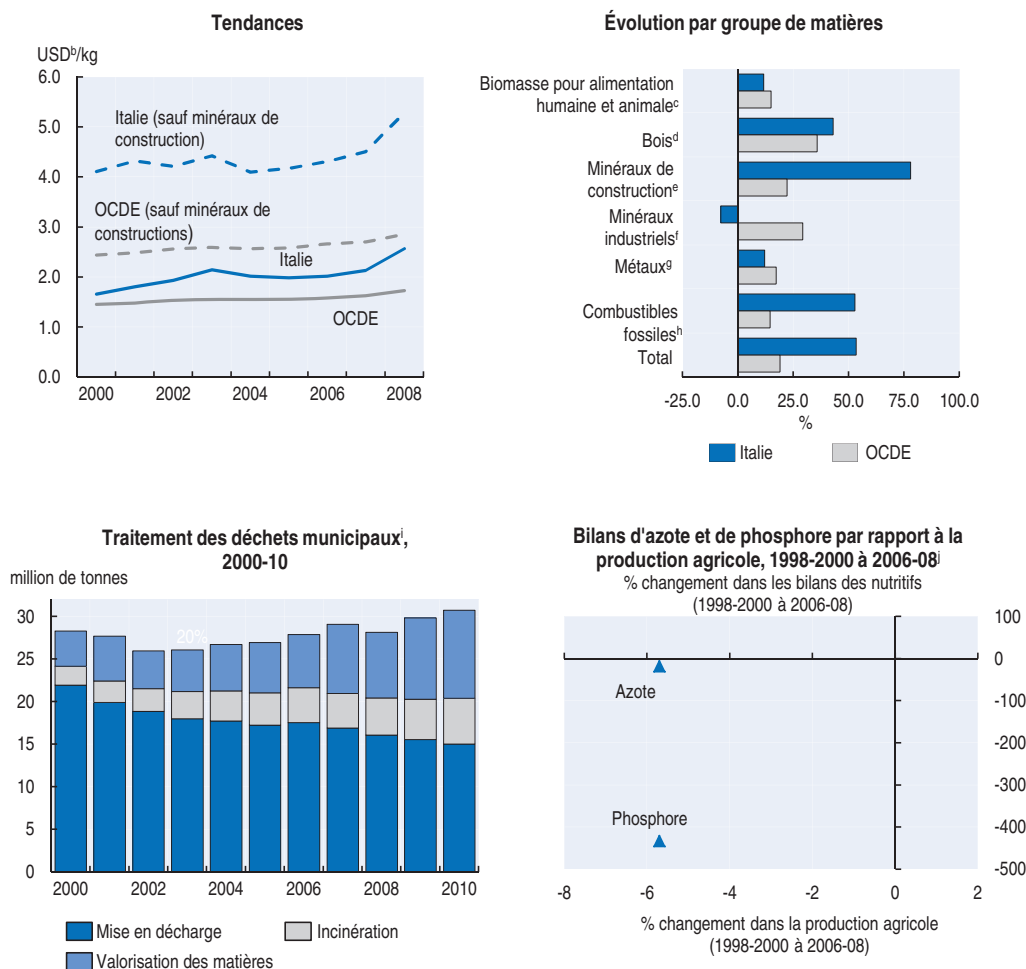 Tendances
USDᵇ/kg
6.0
5.0
4.0
3.0
2.0
1.0
0.0
Italie (sauf minéraux de
construction)
OCDE (sauf minéraux de
constructions)
Italie
OCDE
2000 2002 2004 2006 2008
Évolution par groupe de matières
Biomasse pour alimentation
humaine et animaleᶜ
Boisᵈ
Minéraux de
constructionᵉ
Minéraux
industrielsᶠ
Métauxᵍ
Combustibles
fossilesʰ
Total
-25.0 0.0 25.0 50.0 75.0 100.0
%
Italie OCDE
Traitement des déchets municipauxⁱ,
2000-10
million de tonnes
30
25
20
15
10
5
0
20%
2000 2002 2004 2006 2008 2010
Mise en décharge Incinération
Valorisation des matières
Bilans d'azote et de phosphore par rapport à la
production agricole, 1998-2000 à 2006-08ʲ
% changement dans les bilans des nutritifs
(1998-2000 à 2006-08)
100
0
-100
-200
-300
-400
-500
Azote
Phosphore
-8 -6 -4 -2 0 2
% changement dans la production agricole
(1998-2000 à 2006-08)